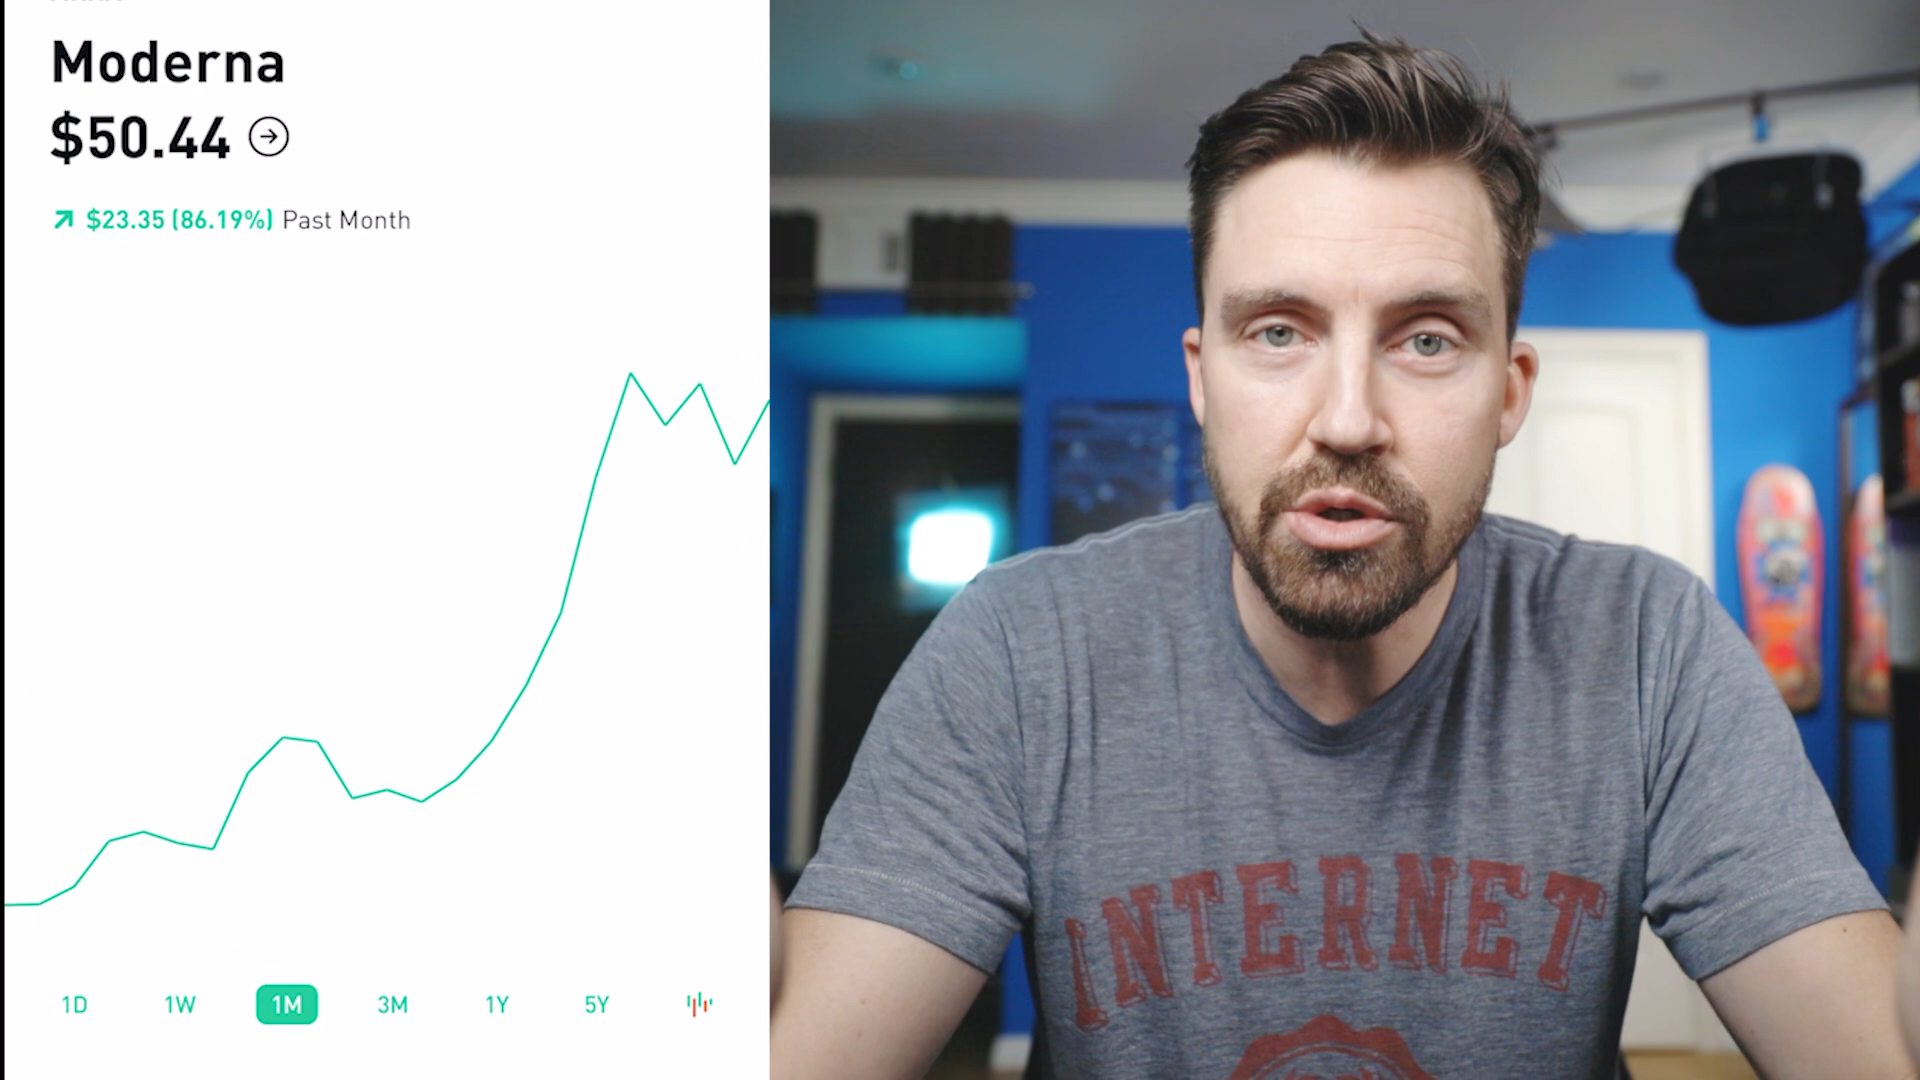 Moderna
$50.44
$23.35 (86.19%) Past Month
1D 1W 1M 3M 1Y 5Y
INTERNET